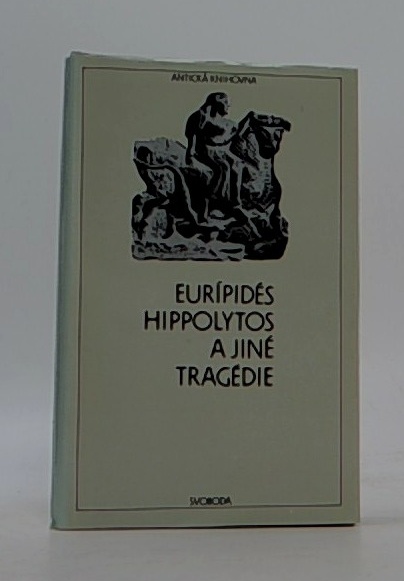 ANTICKÁ KNIHOVNA
EURÍPIDÉS
HIPPOLYTOS
A JINÉ
TRAGÉDIE
SVOBODA